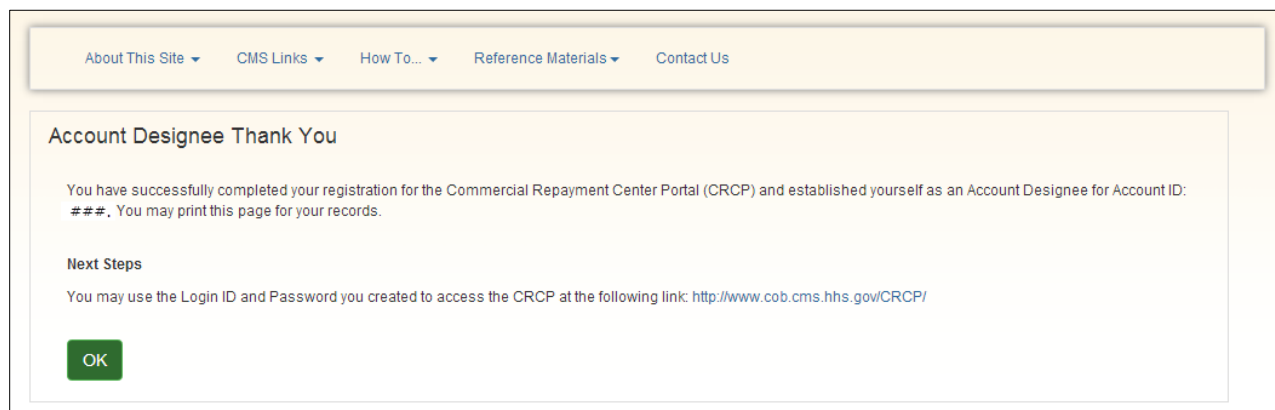 About This Site CMS Links How To... Reference Materials Contact Us
Account Designee Thank You
You have successfully completed your registration for the Commercial Repayment Center Portal (CRCP) and established yourself as an Account Designee for Account ID:
###. You may print this page for your records.
Next Steps
You may use the Login ID and Password you created to access the CRCP at the following link: http://www.cob.cms.hhs.gov/CRCP/
OK